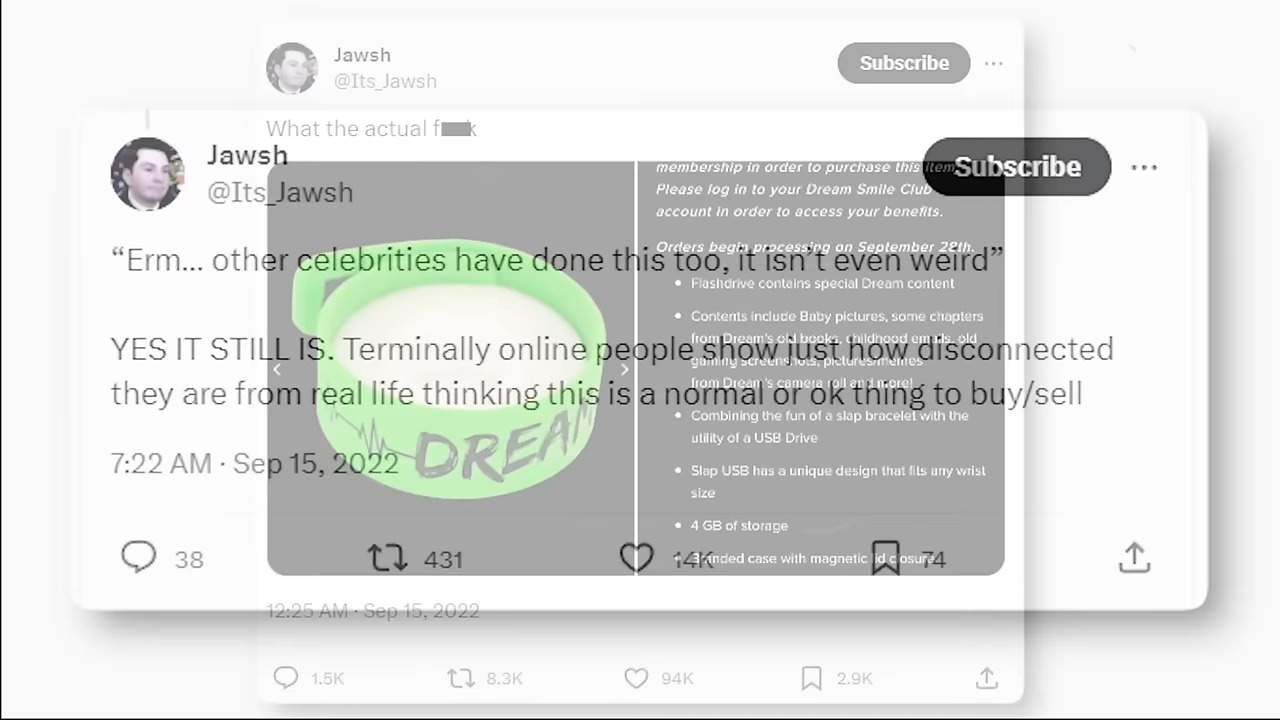 Jawsh
@Its_Jawsh
Subscribe
What the actual f k
membership in order to purchase this item.
Please log in to your Dream Smile Club
account in order to access your benefits.
Orders begin processing on September 28th.
Flashdrive contains special Dream content
Contents include Baby pictures, some chapters
from Dream's old books, childhood emails, old
gaming screenshots, pictures/memes
from Dream's camera roll and more!
Combining the fun of a slap bracelet with the
utility of a USB Drive
Slap USB has a unique design that fits any wrist
size
4 GB of storage
Branded case with magnetic lid closure
DREAM
12:25 AM · Sep 15, 2022
1.5K 8.3K 94K 2.9K
Jawsh
@Its_Jawsh
Subscribe
“Erm... other celebrities have done this too, it isn't even weird”
YES IT STILL IS. Terminally online people show just how disconnected
they are from real life thinking this is a normal or ok thing to buy/sell
7:22 AM · Sep 15, 2022
38 431 14K 74